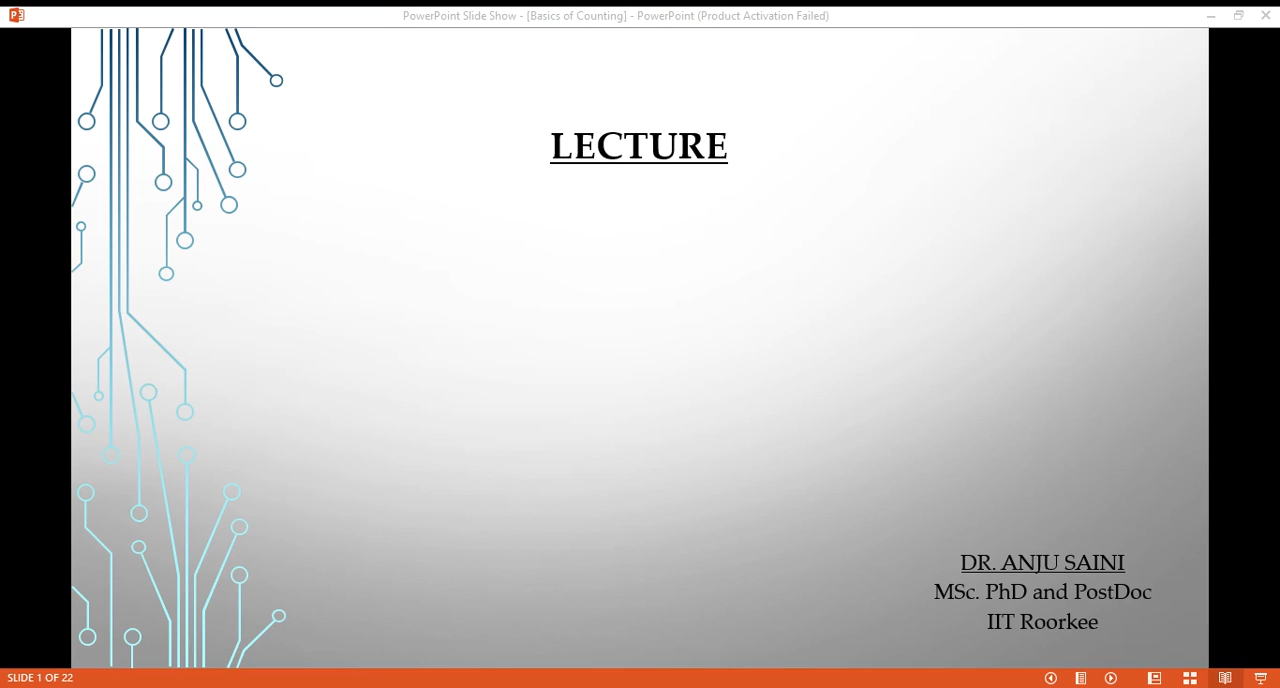 PowerPoint Slide Show - [Basics of Counting] - PowerPoint (Product Activation Failed)
LECTURE
DR. ANJU SAINI
MSc. PhD and PostDoc
IIT Roorkee
SLIDE 1 OF 22